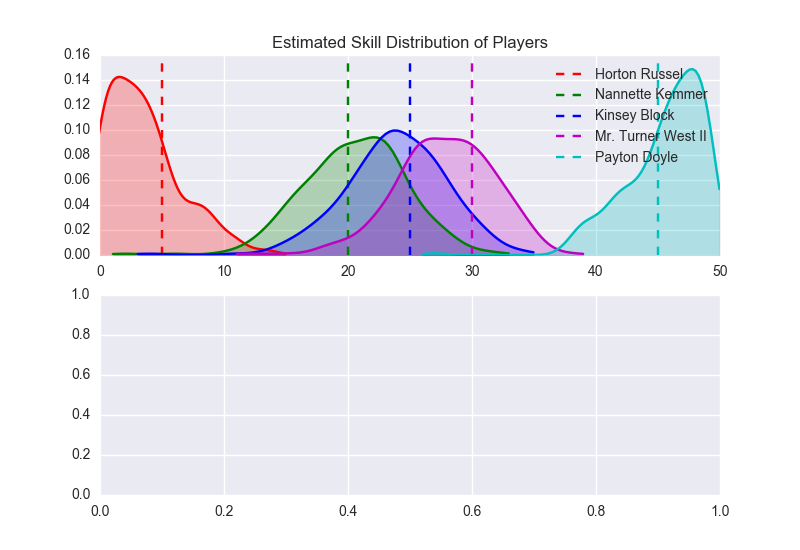 Estimated Skill Distribution of Players
0.16
0.14
0.12
0.10
0.08
0.06
0.04
0.02
0.00
0 10 20 30 40 50
Horton Russel
Nannette Kemmer
Kinsey Block
Mr. Turner West II
Payton Doyle
1.0
0.8
0.6
0.4
0.2
0.0
0.0 0.2 0.4 0.6 0.8 1.0